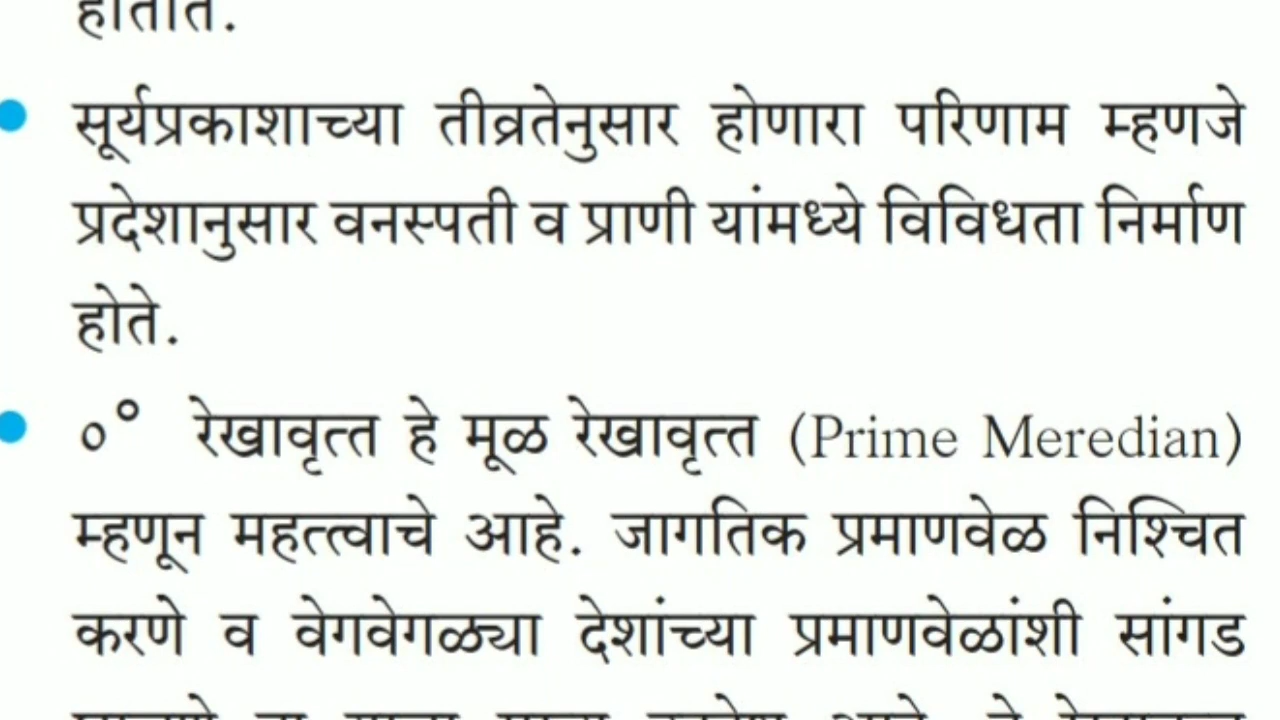 होतात.
• सूर्यप्रकाशाच्या तीव्रतेनुसार होणारा परिणाम म्हणजे
प्रदेशानुसार वनस्पती व प्राणी यांमध्ये विविधता निर्माण
होते.
• ०° रेखावृत्त हे मूळ रेखावृत्त (Prime Meredian)
म्हणून महत्त्वाचे आहे. जागतिक प्रमाणवेळ निश्चित
करणे व वेगवेगळ्या देशांच्या प्रमाणवेळांशी सांगड